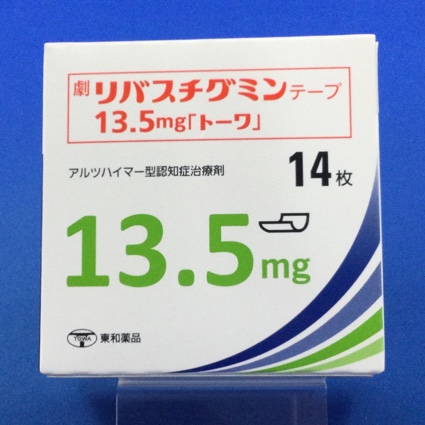 劇 リバスチグミンテープ
13.5mg「トーワ」
アルツハイマー型認知症治療剤
14枚
13.5mg
TOWA 東和薬品